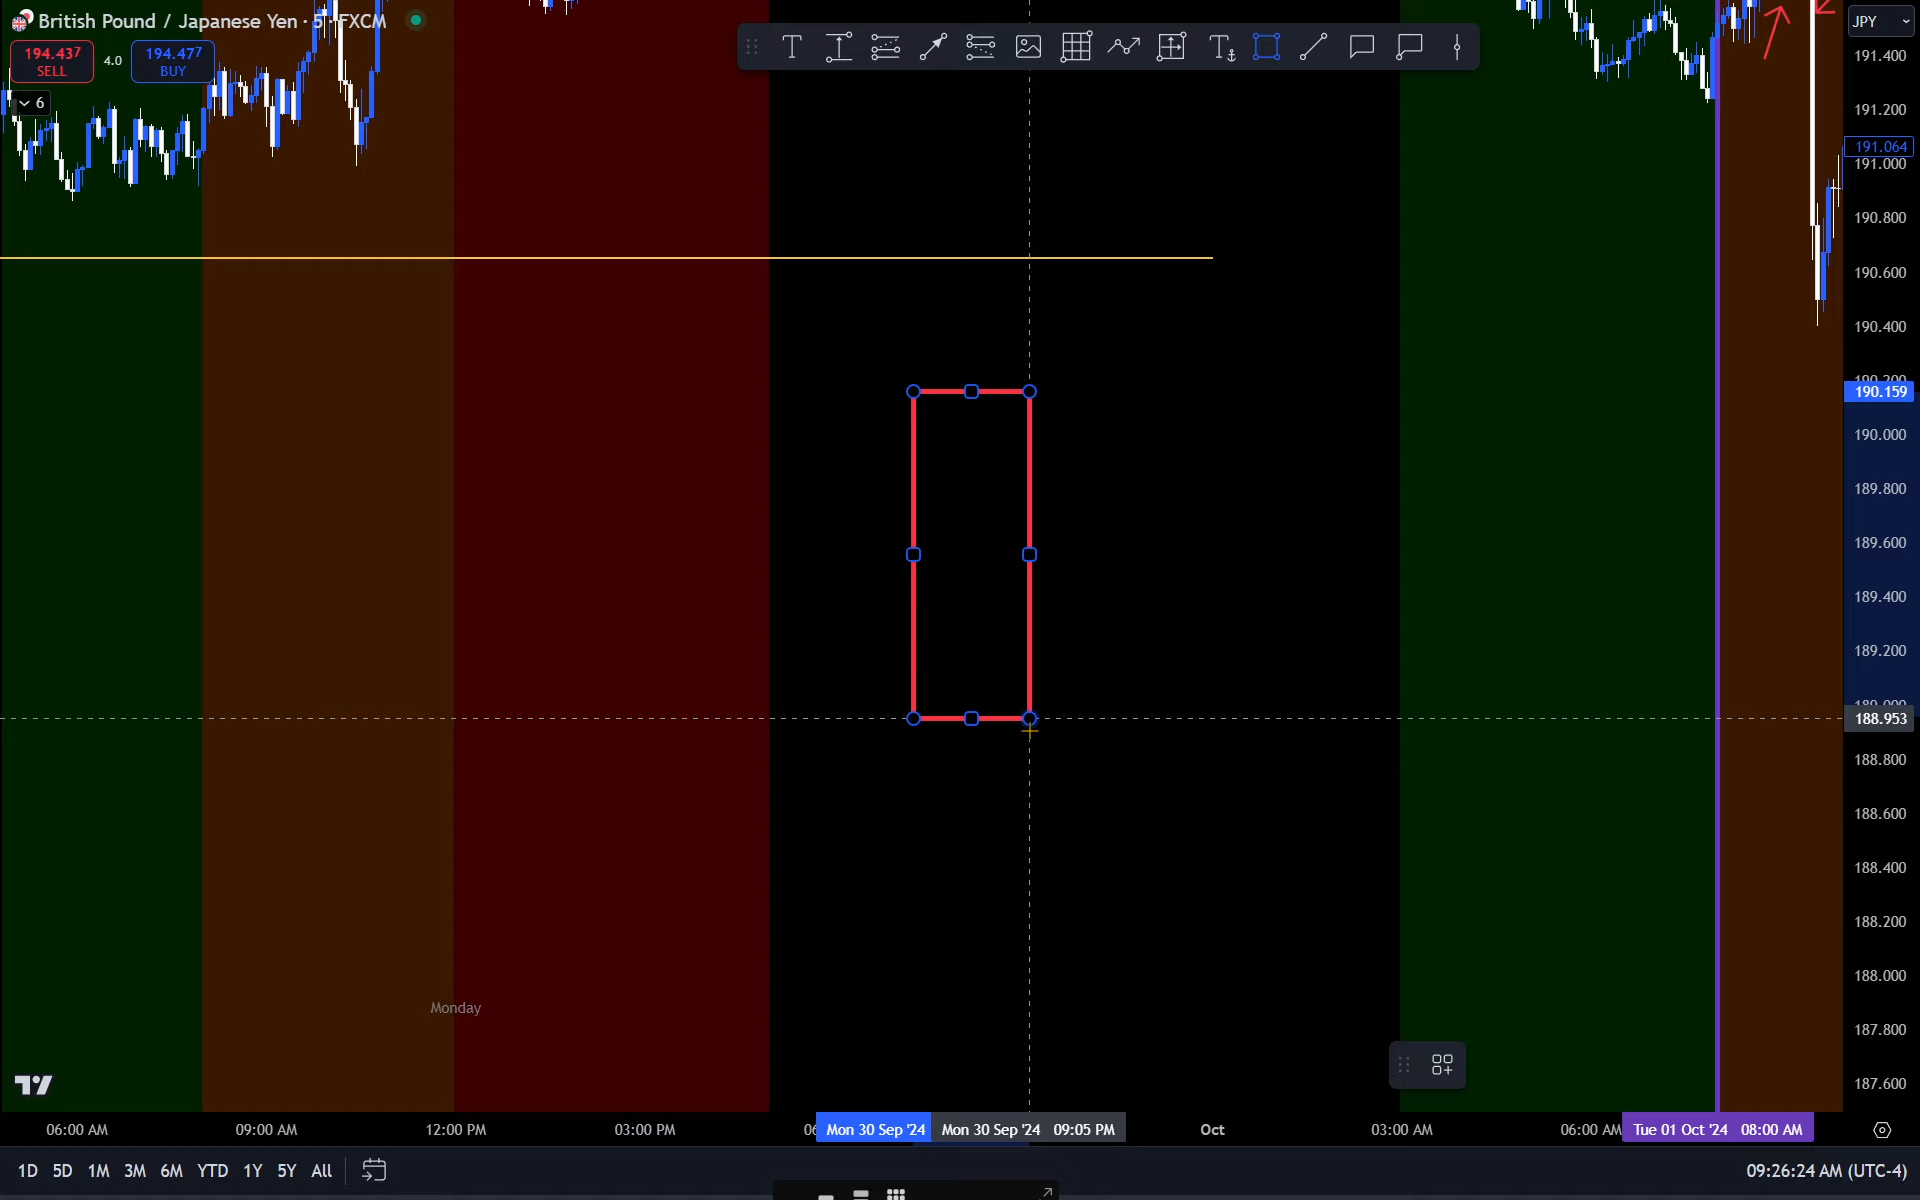 British Pound / Japanese Yen · 5 · FXCM
194.437
SELL
4.0
194.477
BUY
6
JPY
191.400
191.200
191.064
191.000
190.800
190.600
190.400
190.200
190.159
190.000
189.800
189.600
189.400
189.200
189.000
188.953
188.800
188.600
188.400
188.200
188.000
187.800
187.600
Monday
06:00 AM
09:00 AM
12:00 PM
03:00 PM
Mon 30 Sep '24
Mon 30 Sep '24 09:05 PM
Oct
03:00 AM
06:00 AM
Tue 01 Oct '24 08:00 AM
1D 5D 1M 3M 6M YTD 1Y 5Y All
09:26:24 AM (UTC-4)